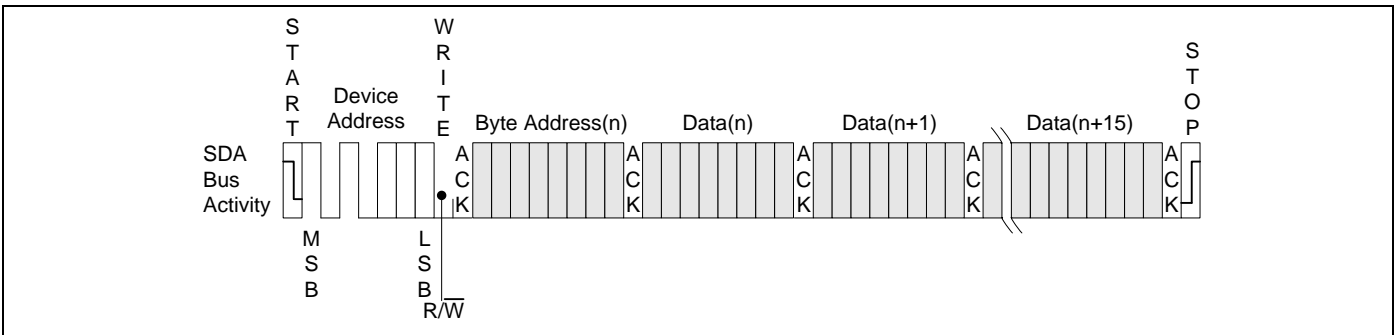 START
WRITE
STOP
Device
Address
Byte Address(n)
Data(n)
Data(n+1)
Data(n+15)
SDA
Bus
Activity
ACK
ACK
ACK
ACK
ACK
MSB
LSB
R/W̅